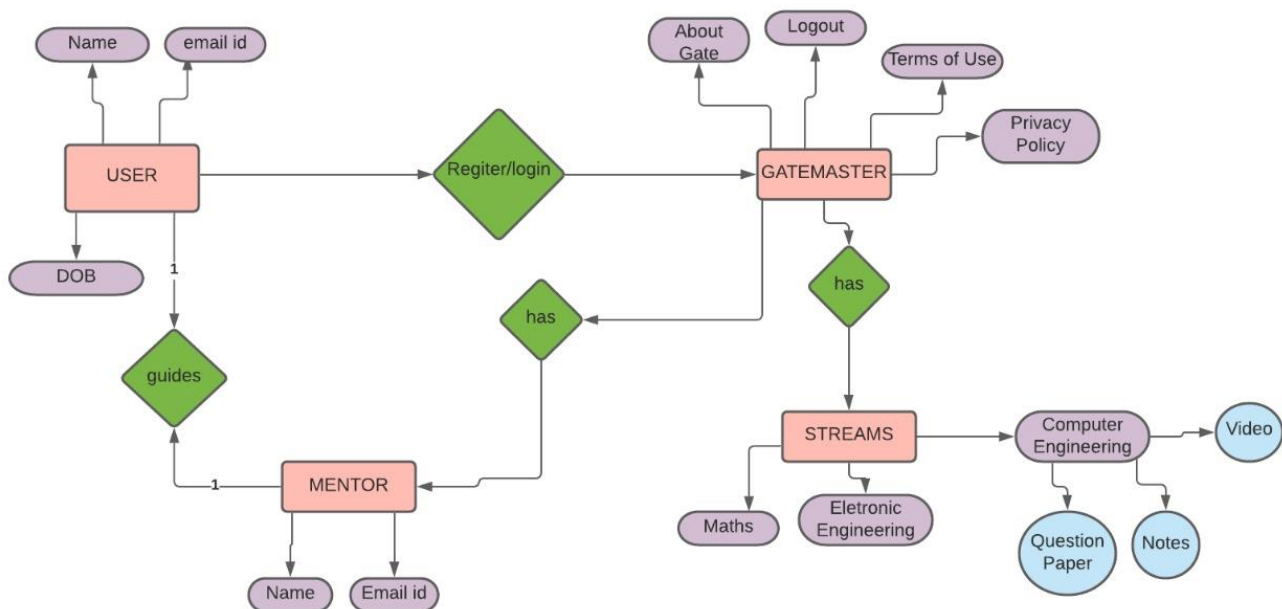 Name
email id
About
Gate
Logout
Terms of Use
Privacy
Policy
USER
Regiter/login
GATEMASTER
DOB
1
has
has
guides
STREAMS
Computer
Engineering
Video
1
MENTOR
Maths
Eletronic
Engineering
Question
Paper
Notes
Name
Email id